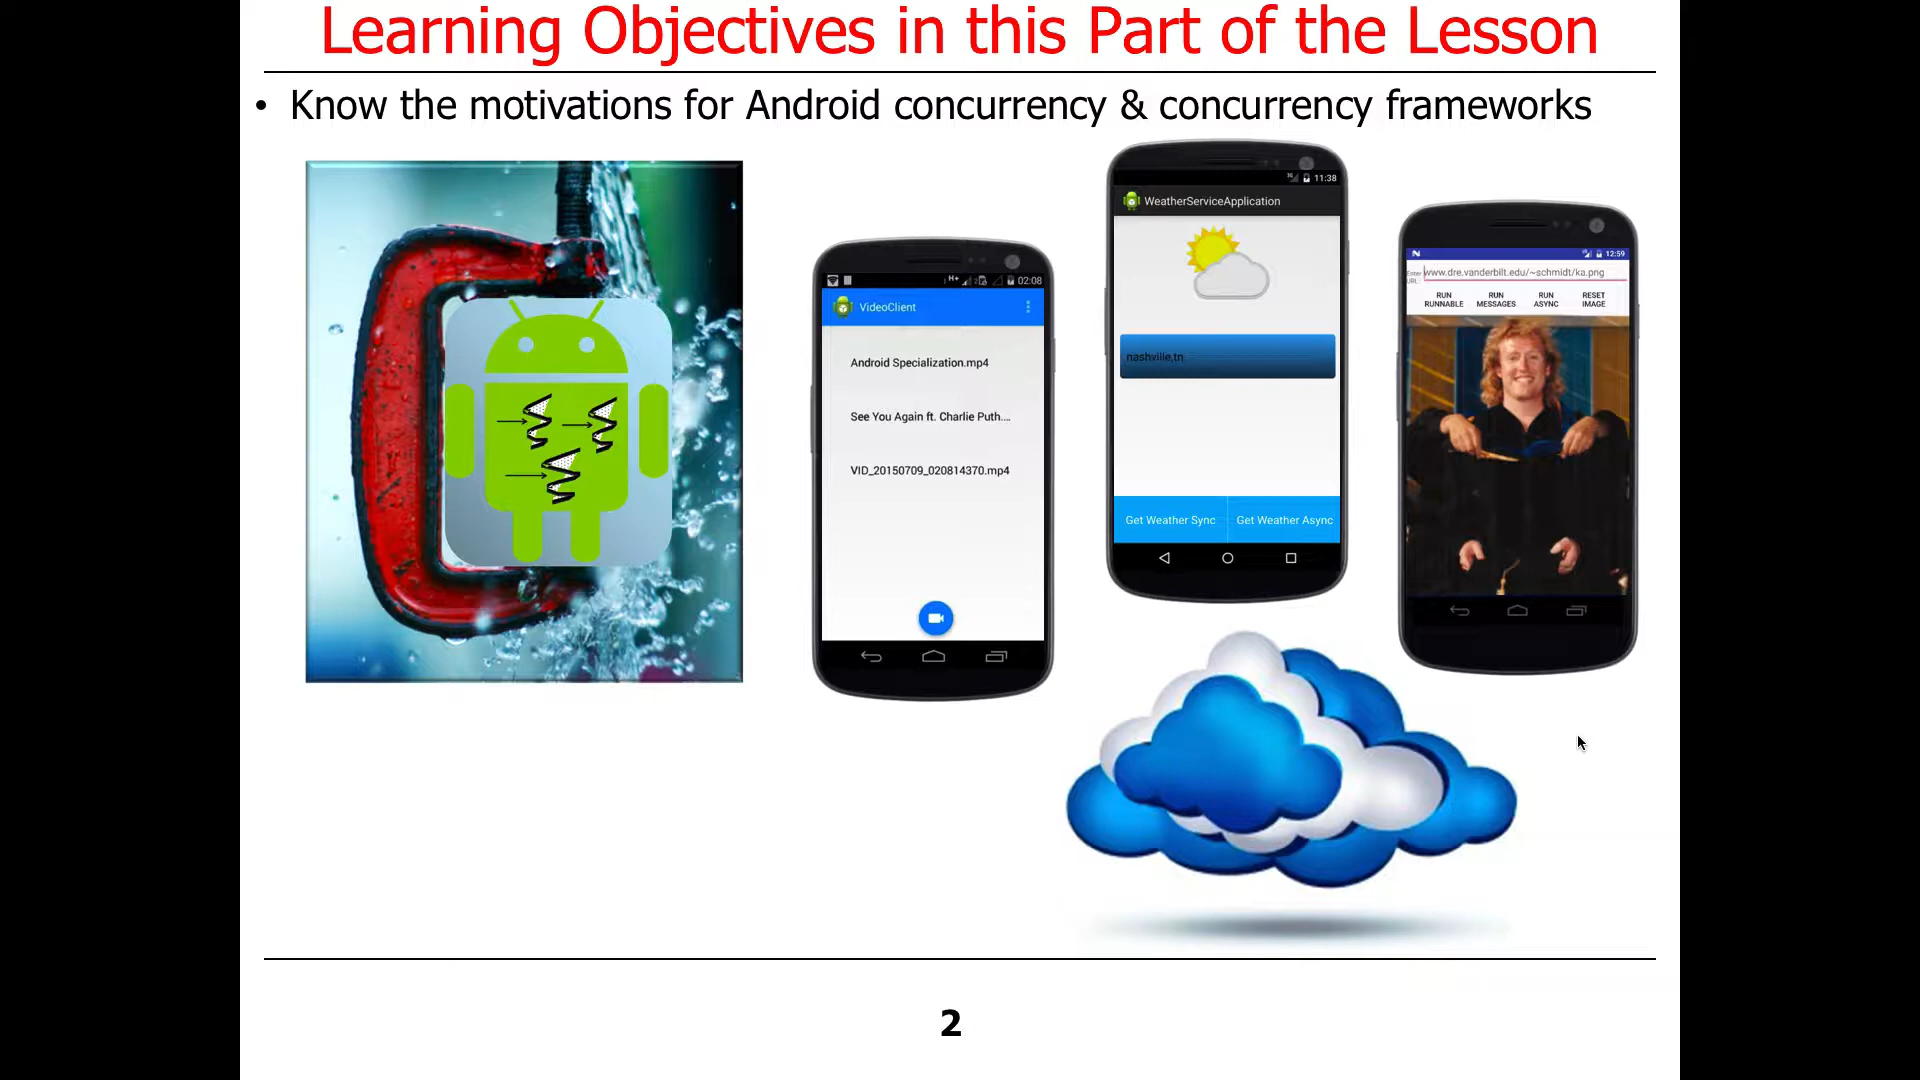 Learning Objectives in this Part of the Lesson
• Know the motivations for Android concurrency & concurrency frameworks
02:08
VideoClient
Android Specialization.mp4
See You Again ft. Charlie Puth....
VID_20150709_020814370.mp4
11:38
WeatherServiceApplication
nashville,tn
Get Weather Sync
Get Weather Async
12:59
Enter URL:
www.dre.vanderbilt.edu/~schmidt/ka.png
RUN RUNNABLE
RUN MESSAGES
RUN ASYNC
RESET IMAGE
2